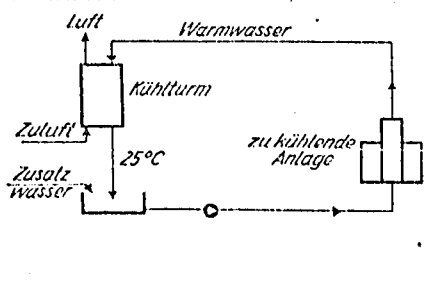 Luft
Warmwasser
Kühlturm
Zuluft
25°C
zu kühlende
Anlage
Zusatz
wasser